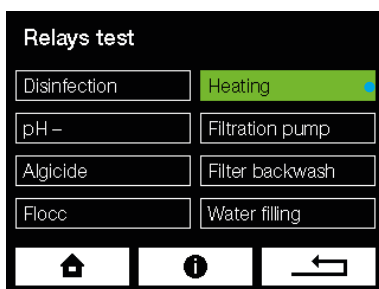 Relays test
Disinfection
Heating
pH –
Filtration pump
Algicide
Filter backwash
Flocc
Water filling